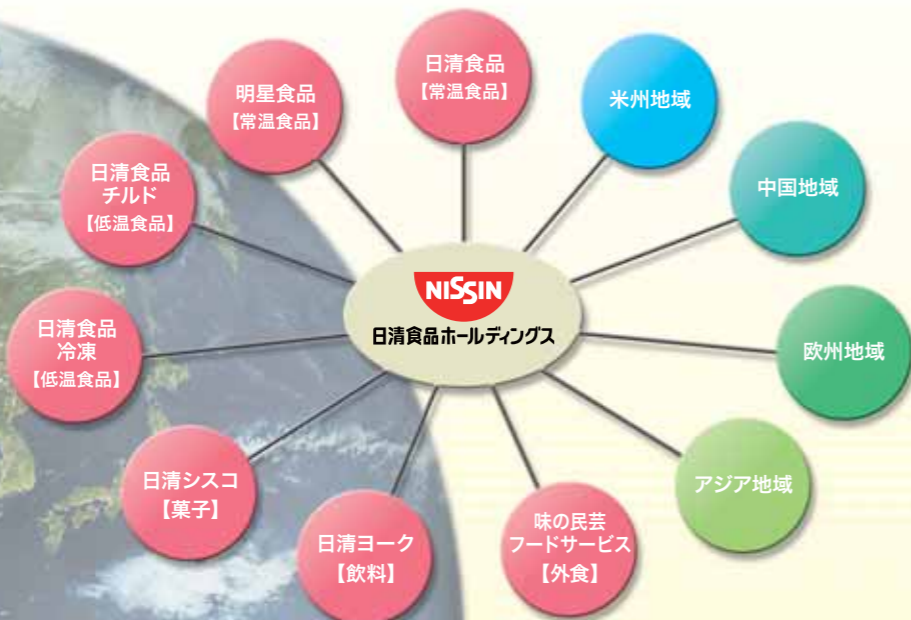 日清食品
【常温食品】
明星食品
【常温食品】
米州地域
日清食品
チルド
【低温食品】
中国地域
NISSIN
日清食品ホールディングス
日清食品
冷凍
【低温食品】
欧州地域
日清シスコ
【菓子】
アジア地域
日清ヨーク
【飲料】
味の民芸
フードサービス
【外食】